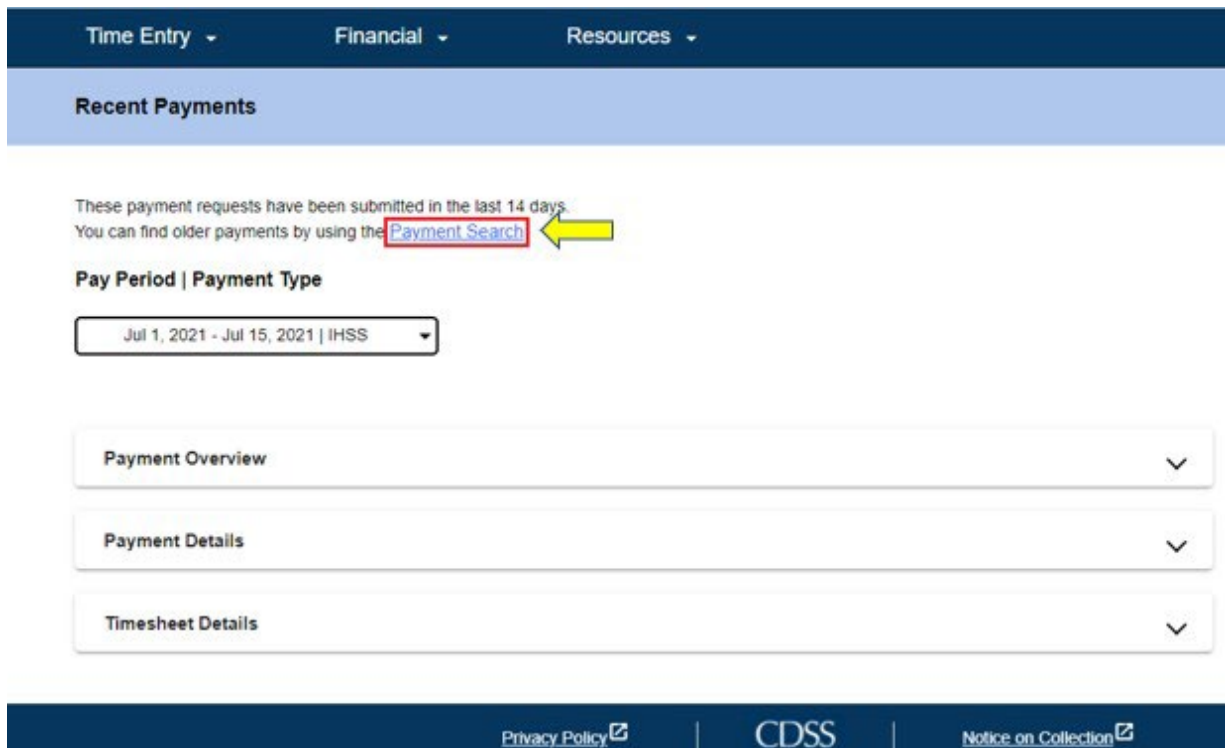 Time Entry Financial Resources
Recent Payments
These payment requests have been submitted in the last 14 days.
You can find older payments by using the Payment Search
Pay Period | Payment Type
Jul 1, 2021 - Jul 15, 2021 | IHSS
Payment Overview
Payment Details
Timesheet Details
Privacy Policy | CDSS | Notice on Collection